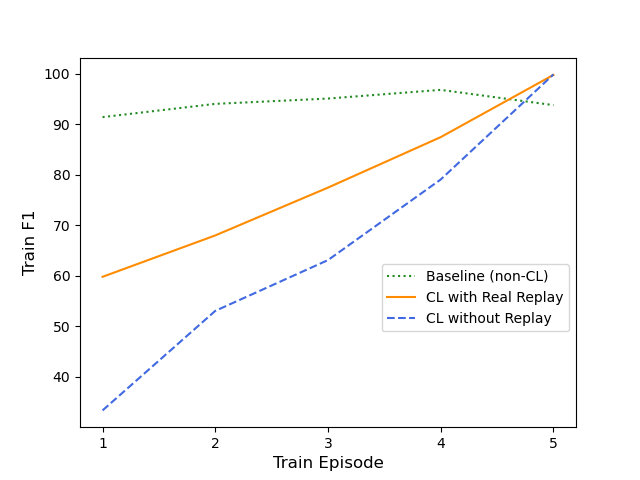 100
90
80
70
60
50
40
Train F1
Baseline (non-CL)
CL with Real Replay
CL without Replay
1 2 3 4 5
Train Episode